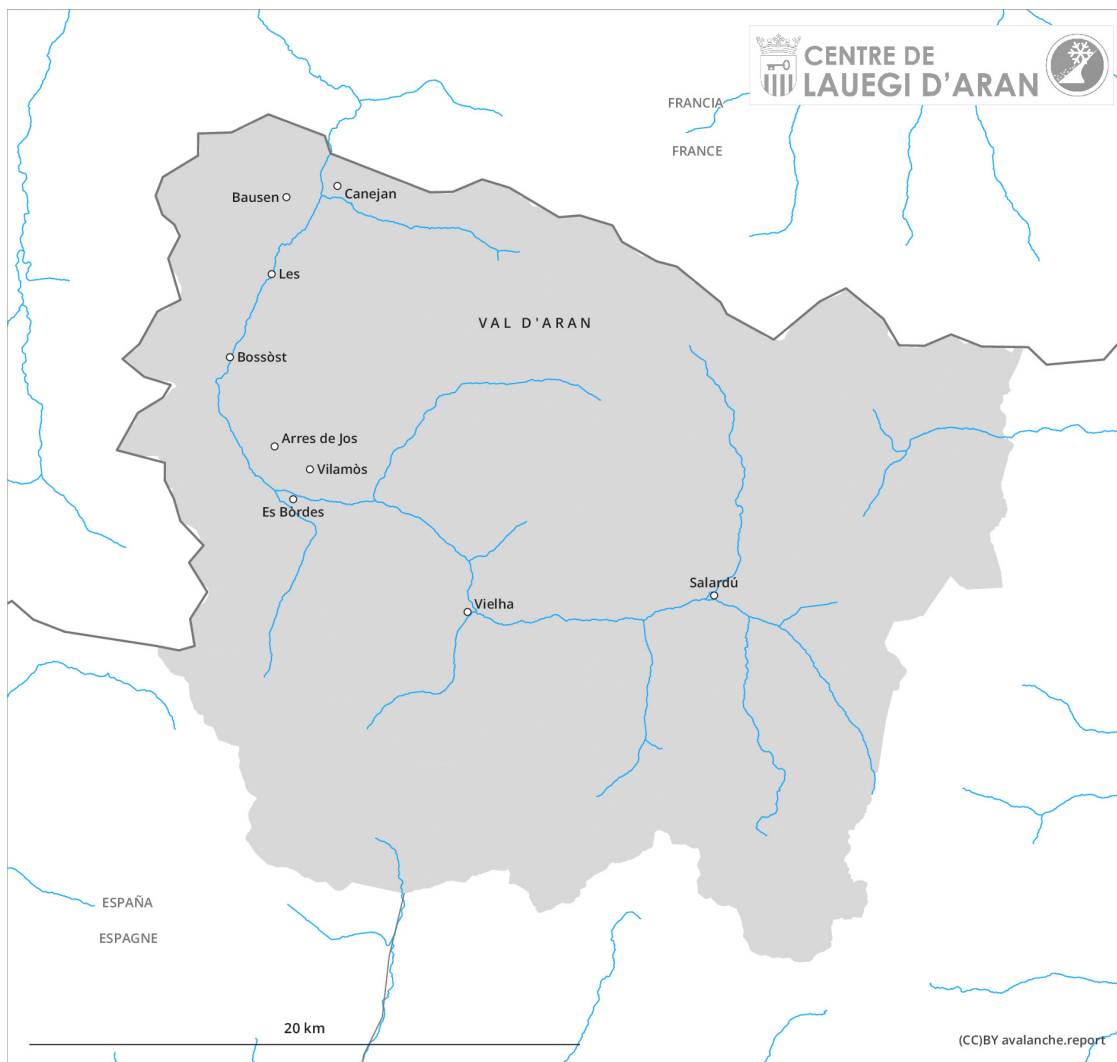 CENTRE DE
LAUEGI D'ARAN
FRANCIA
FRANCE
Bausen
Canejan
Les
VAL D'ARAN
Bossòst
Arres de Jos
Vilamòs
Es Bòrdes
Salardú
Vielha
ESPAÑA
ESPAGNE
20 km
(CC)BY avalanche.report